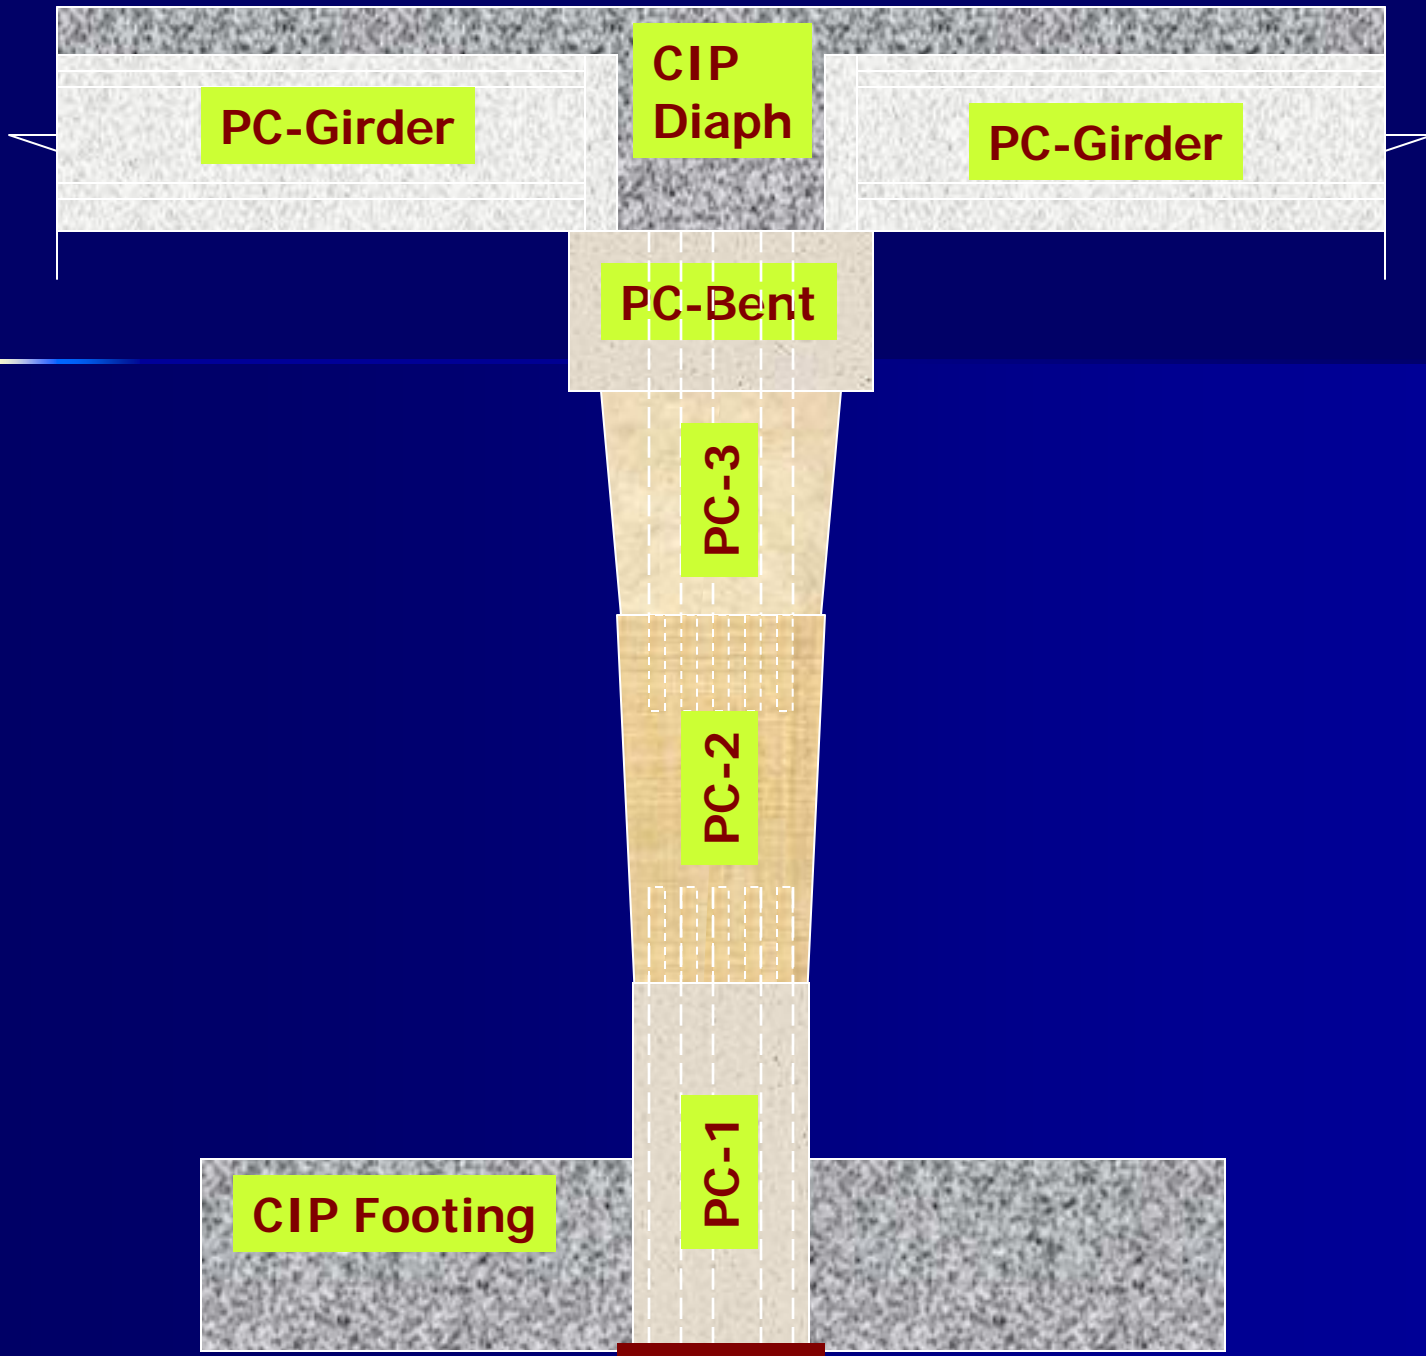 CIP
Diaph
PC-Girder
PC-Girder
PC-Bent
PC-3
PC-2
PC-1
CIP Footing